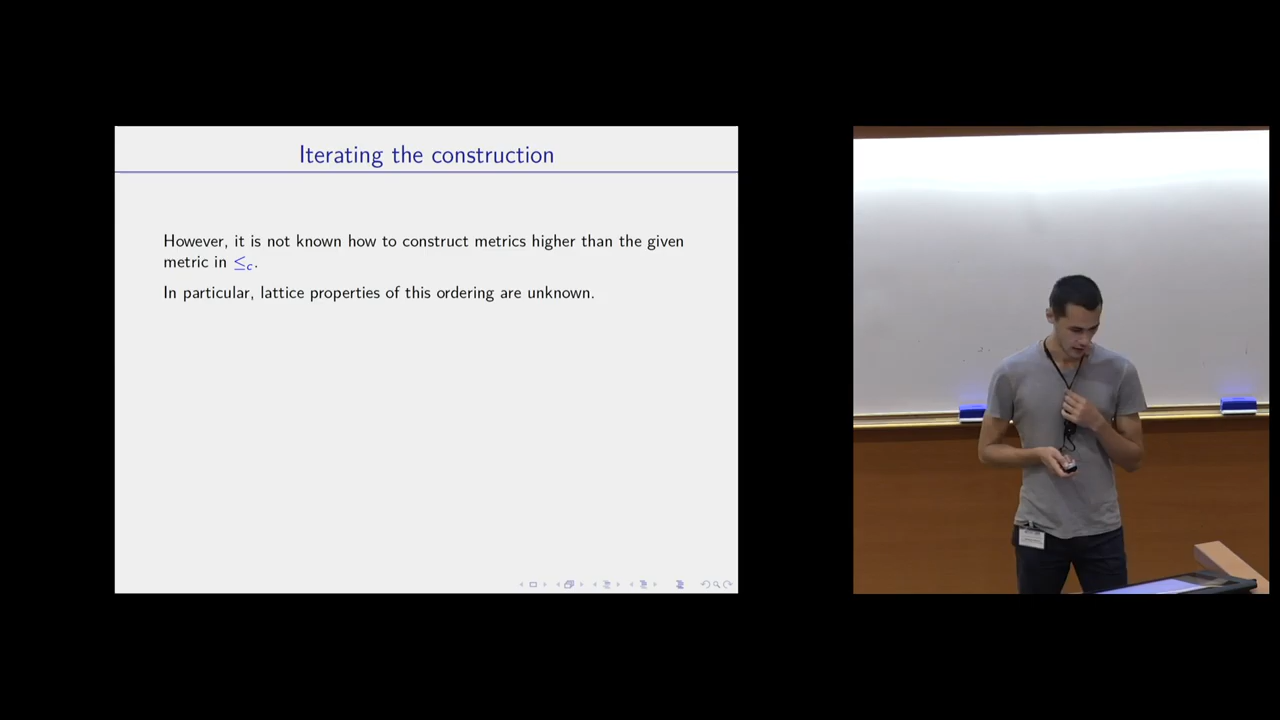 Iterating the construction
However, it is not known how to construct metrics higher than the given
metric in ≤c.
In particular, lattice properties of this ordering are unknown.